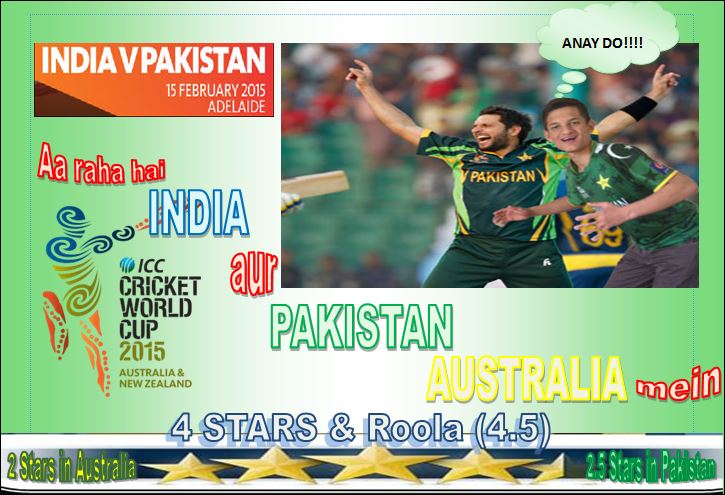 INDIA V PAKISTAN
15 FEBRUARY 2015
ADELAIDE
ANAY DO!!!!
PAKISTAN
Aa raha hai
INDIA
aur
PAKISTAN
AUSTRALIA mein
ICC
CRICKET
WORLD
CUP
2015
AUSTRALIA &
NEW ZEALAND
4 STARS & Roola (4.5)
2 Stars in Australia
2.5 Stars in Pakistan